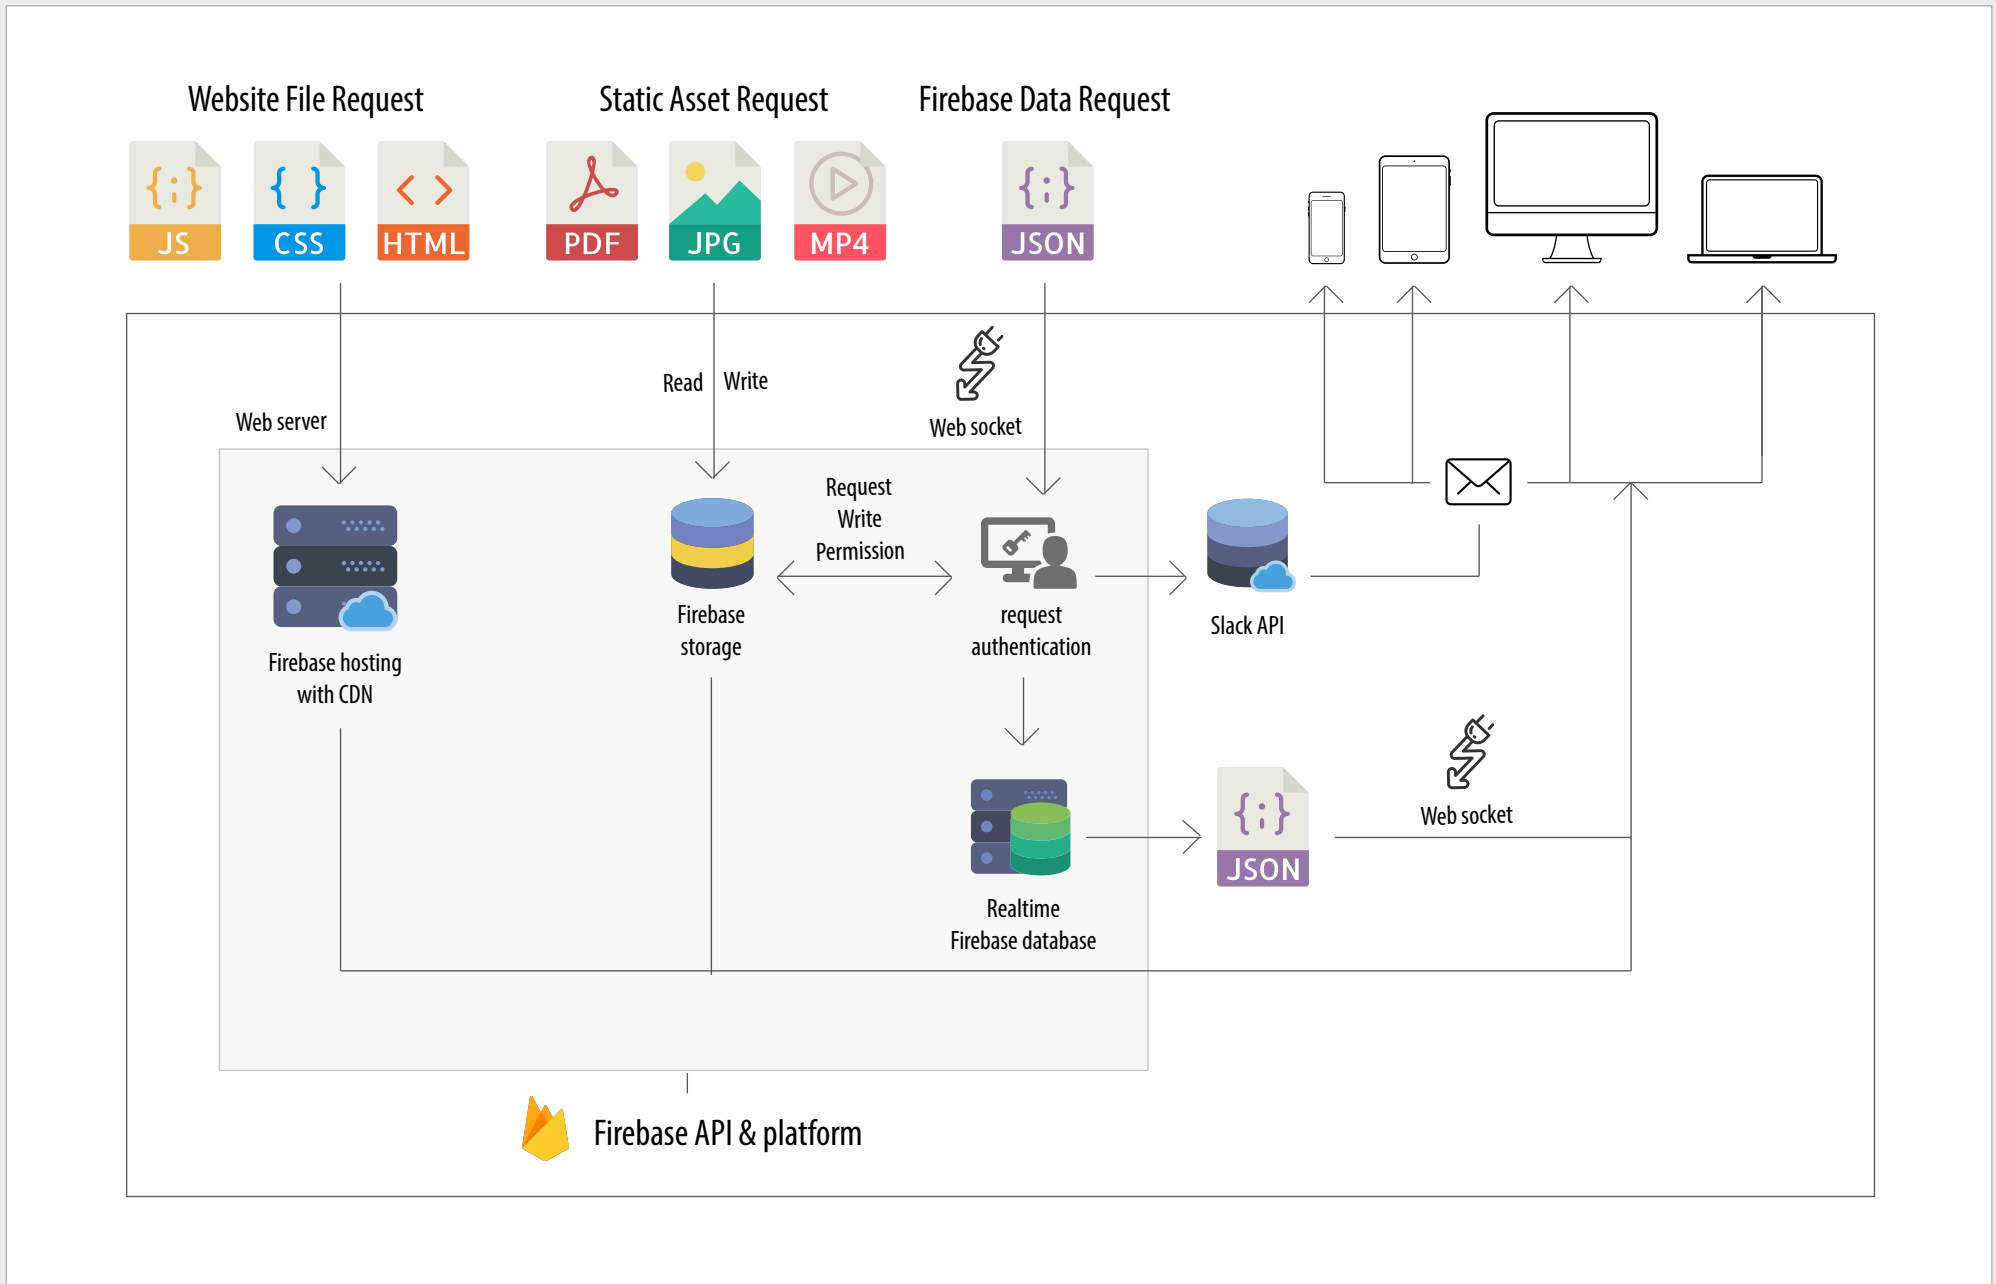 Website File Request
Static Asset Request
Firebase Data Request
JS
CSS
HTML
PDF
JPG
MP4
JSON
Read
Write
Web server
Web socket
Request
Write
Permission
Firebase
storage
request
authentication
Slack API
Firebase hosting
with CDN
Web socket
JSON
Realtime
Firebase database
Firebase API & platform